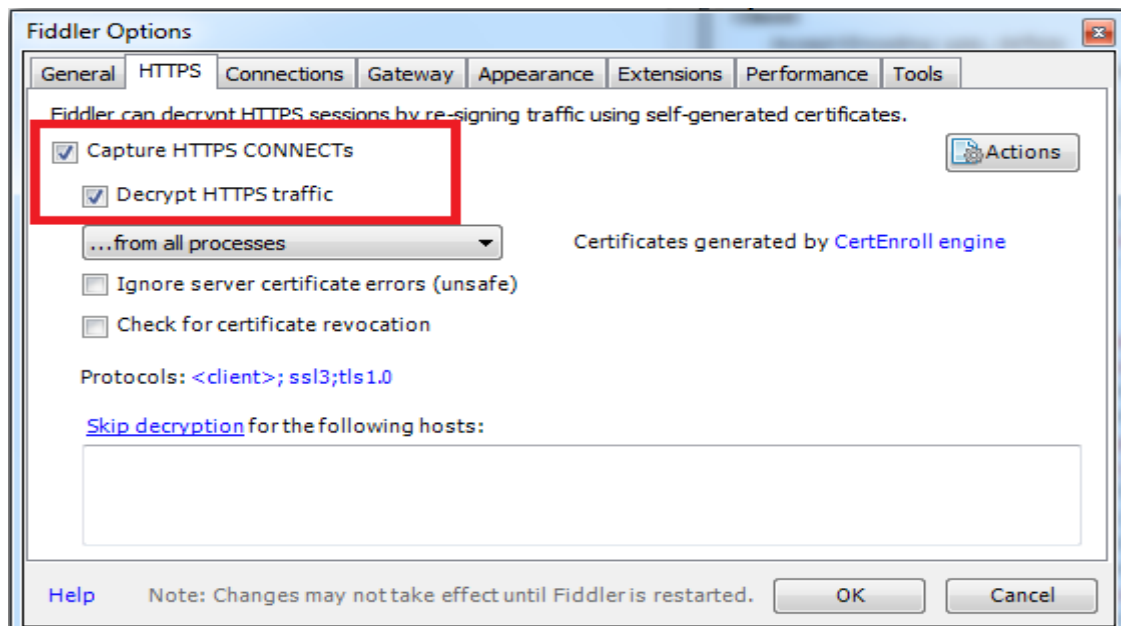 Fiddler Options
General HTTPS Connections Gateway Appearance Extensions Performance Tools
Fiddler can decrypt HTTPS sessions by re-signing traffic using self-generated certificates.
Capture HTTPS CONNECTs
Actions
Decrypt HTTPS traffic
...from all processes
Certificates generated by CertEnroll engine
Ignore server certificate errors (unsafe)
Check for certificate revocation
Protocols: <client>; ssl3;tls1.0
Skip decryption for the following hosts:
Help
Note: Changes may not take effect until Fiddler is restarted.
OK
Cancel